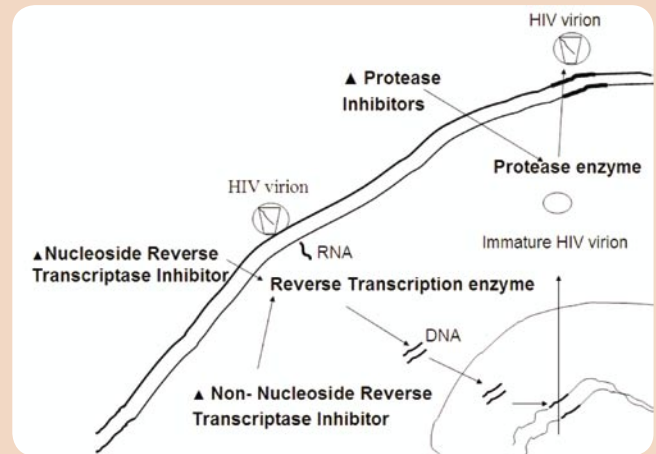 HIV virion
▲ Protease
Inhibitors
Protease enzyme
HIV virion
Immature HIV virion
▲Nucleoside Reverse
Transcriptase Inhibitor
RNA
Reverse Transcription enzyme
DNA
▲ Non- Nucleoside Reverse
Transcriptase Inhibitor